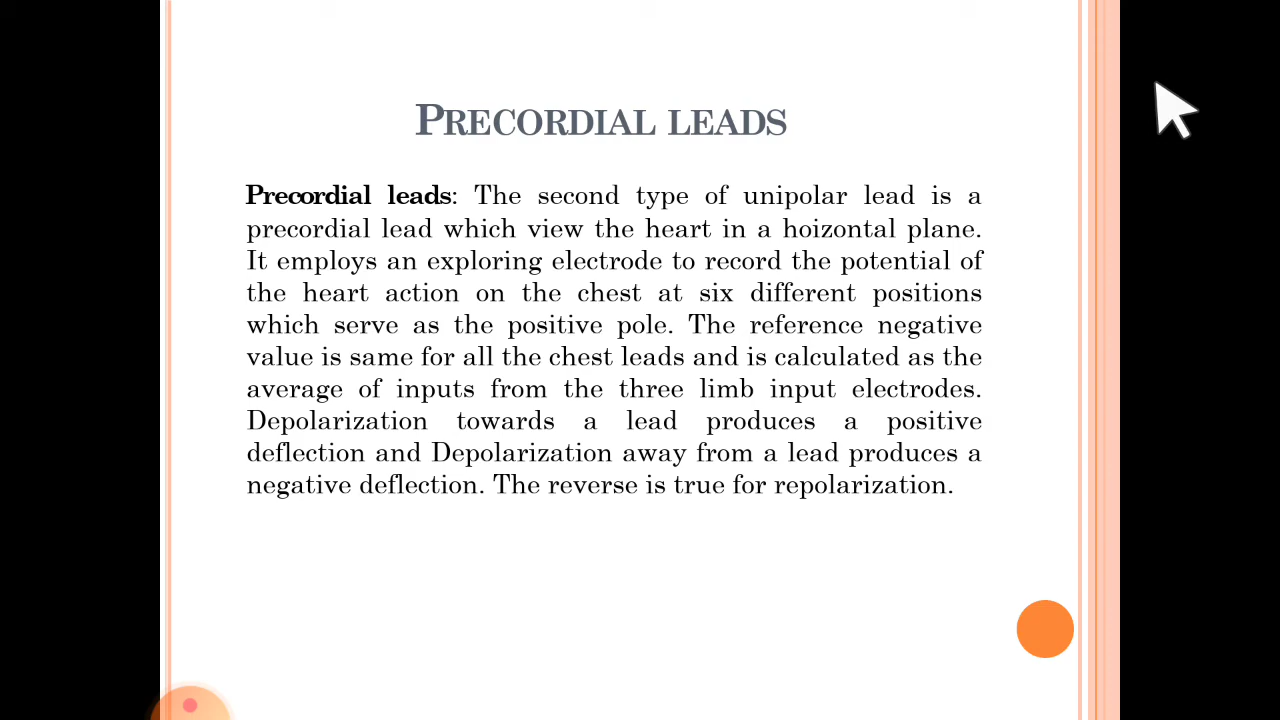 PRECORDIAL LEADS
Precordial leads: The second type of unipolar lead is a
precordial lead which view the heart in a hoizontal plane.
It employs an exploring electrode to record the potential of
the heart action on the chest at six different positions
which serve as the positive pole. The reference negative
value is same for all the chest leads and is calculated as the
average of inputs from the three limb input electrodes.
Depolarization towards a lead produces a positive
deflection and Depolarization away from a lead produces a
negative deflection. The reverse is true for repolarization.